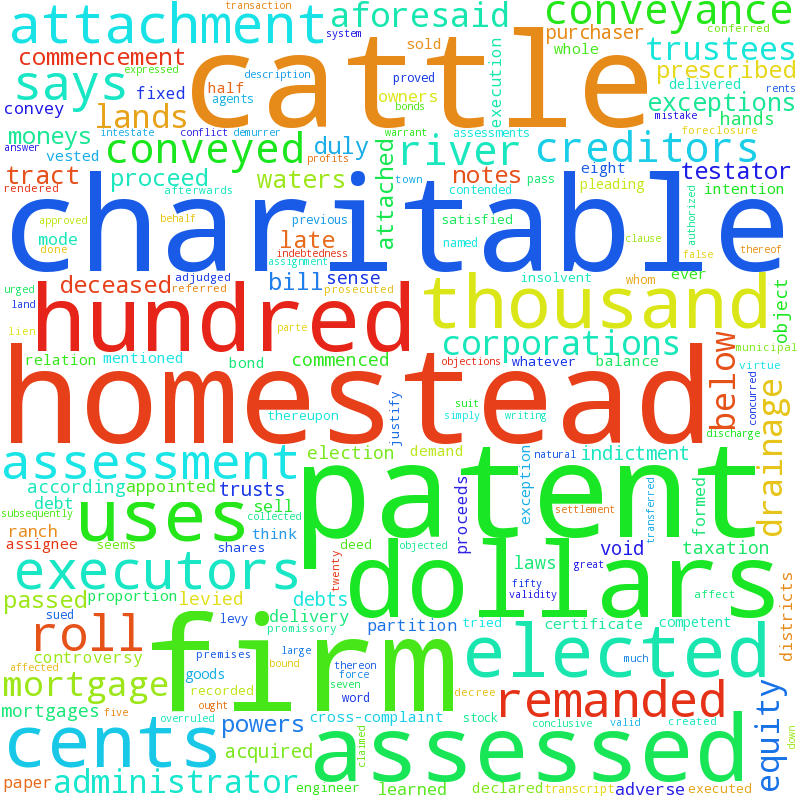 transaction
attachment
system
aforesaid
conveyance
conferred
purchaser
commencement
expressed
cattle
sold
execution
whole
trustees
says
description
proved
prescribed
fixed
half
agents
owners
bonds
delivered
rents
convey
lands
exceptions
intestate
conflict
demurrer
warrant
assessments
mistake
hands
foreclosure
answer
moneys
vested
conveyed
profits
duly
river
creditors
attached
town
contended
pass
eight
testator
tract
proceed
waters
notes
pleading
intention
rendered
afterwards
charitable
authorized
approved
behalf
previous
satisfied
done
mode
late
named
clause
false
thereof
indebtedness
assignment
urged
deceased
adjudged
referred
bill
sense
prosecuted
insolvent
whom
ever
object
land
hundred
thousand
lien
parte
corporations
municipal
relation
mentioned
bond
commenced
objections
whatever
balance
virtue
homestead
below
concurred
justify
suit
thereupon
simply
writing
discharge
drainage
assessment
election
demand
patent
exception
natural
indictment
according
appointed
trusts
sell
proceeds
formed
transferred
debt
subsequently
collected
settlement
ranch
uses
think
dollars
assignee
seems
shares
deed
objected
void
taxation
executors
twenty
great
laws
fifty
validity
affect
districts
passed
proportion
levied
debts
sued
levy
delivery
promissory
partition
tried
certificate
competent
roll
firm
elected
controversy
premises
large
thereon
much
affected
goods
bound
force
seven
mortgage
recorded
ought
word
decree
remanded
equity
mortgages
five
overruled
powers
cross-complaint
stock
conclusive
valid
created
down
cents
acquired
claimed
assessed
paper
administrator
engineer
learned
declared
transcript
adverse
executed